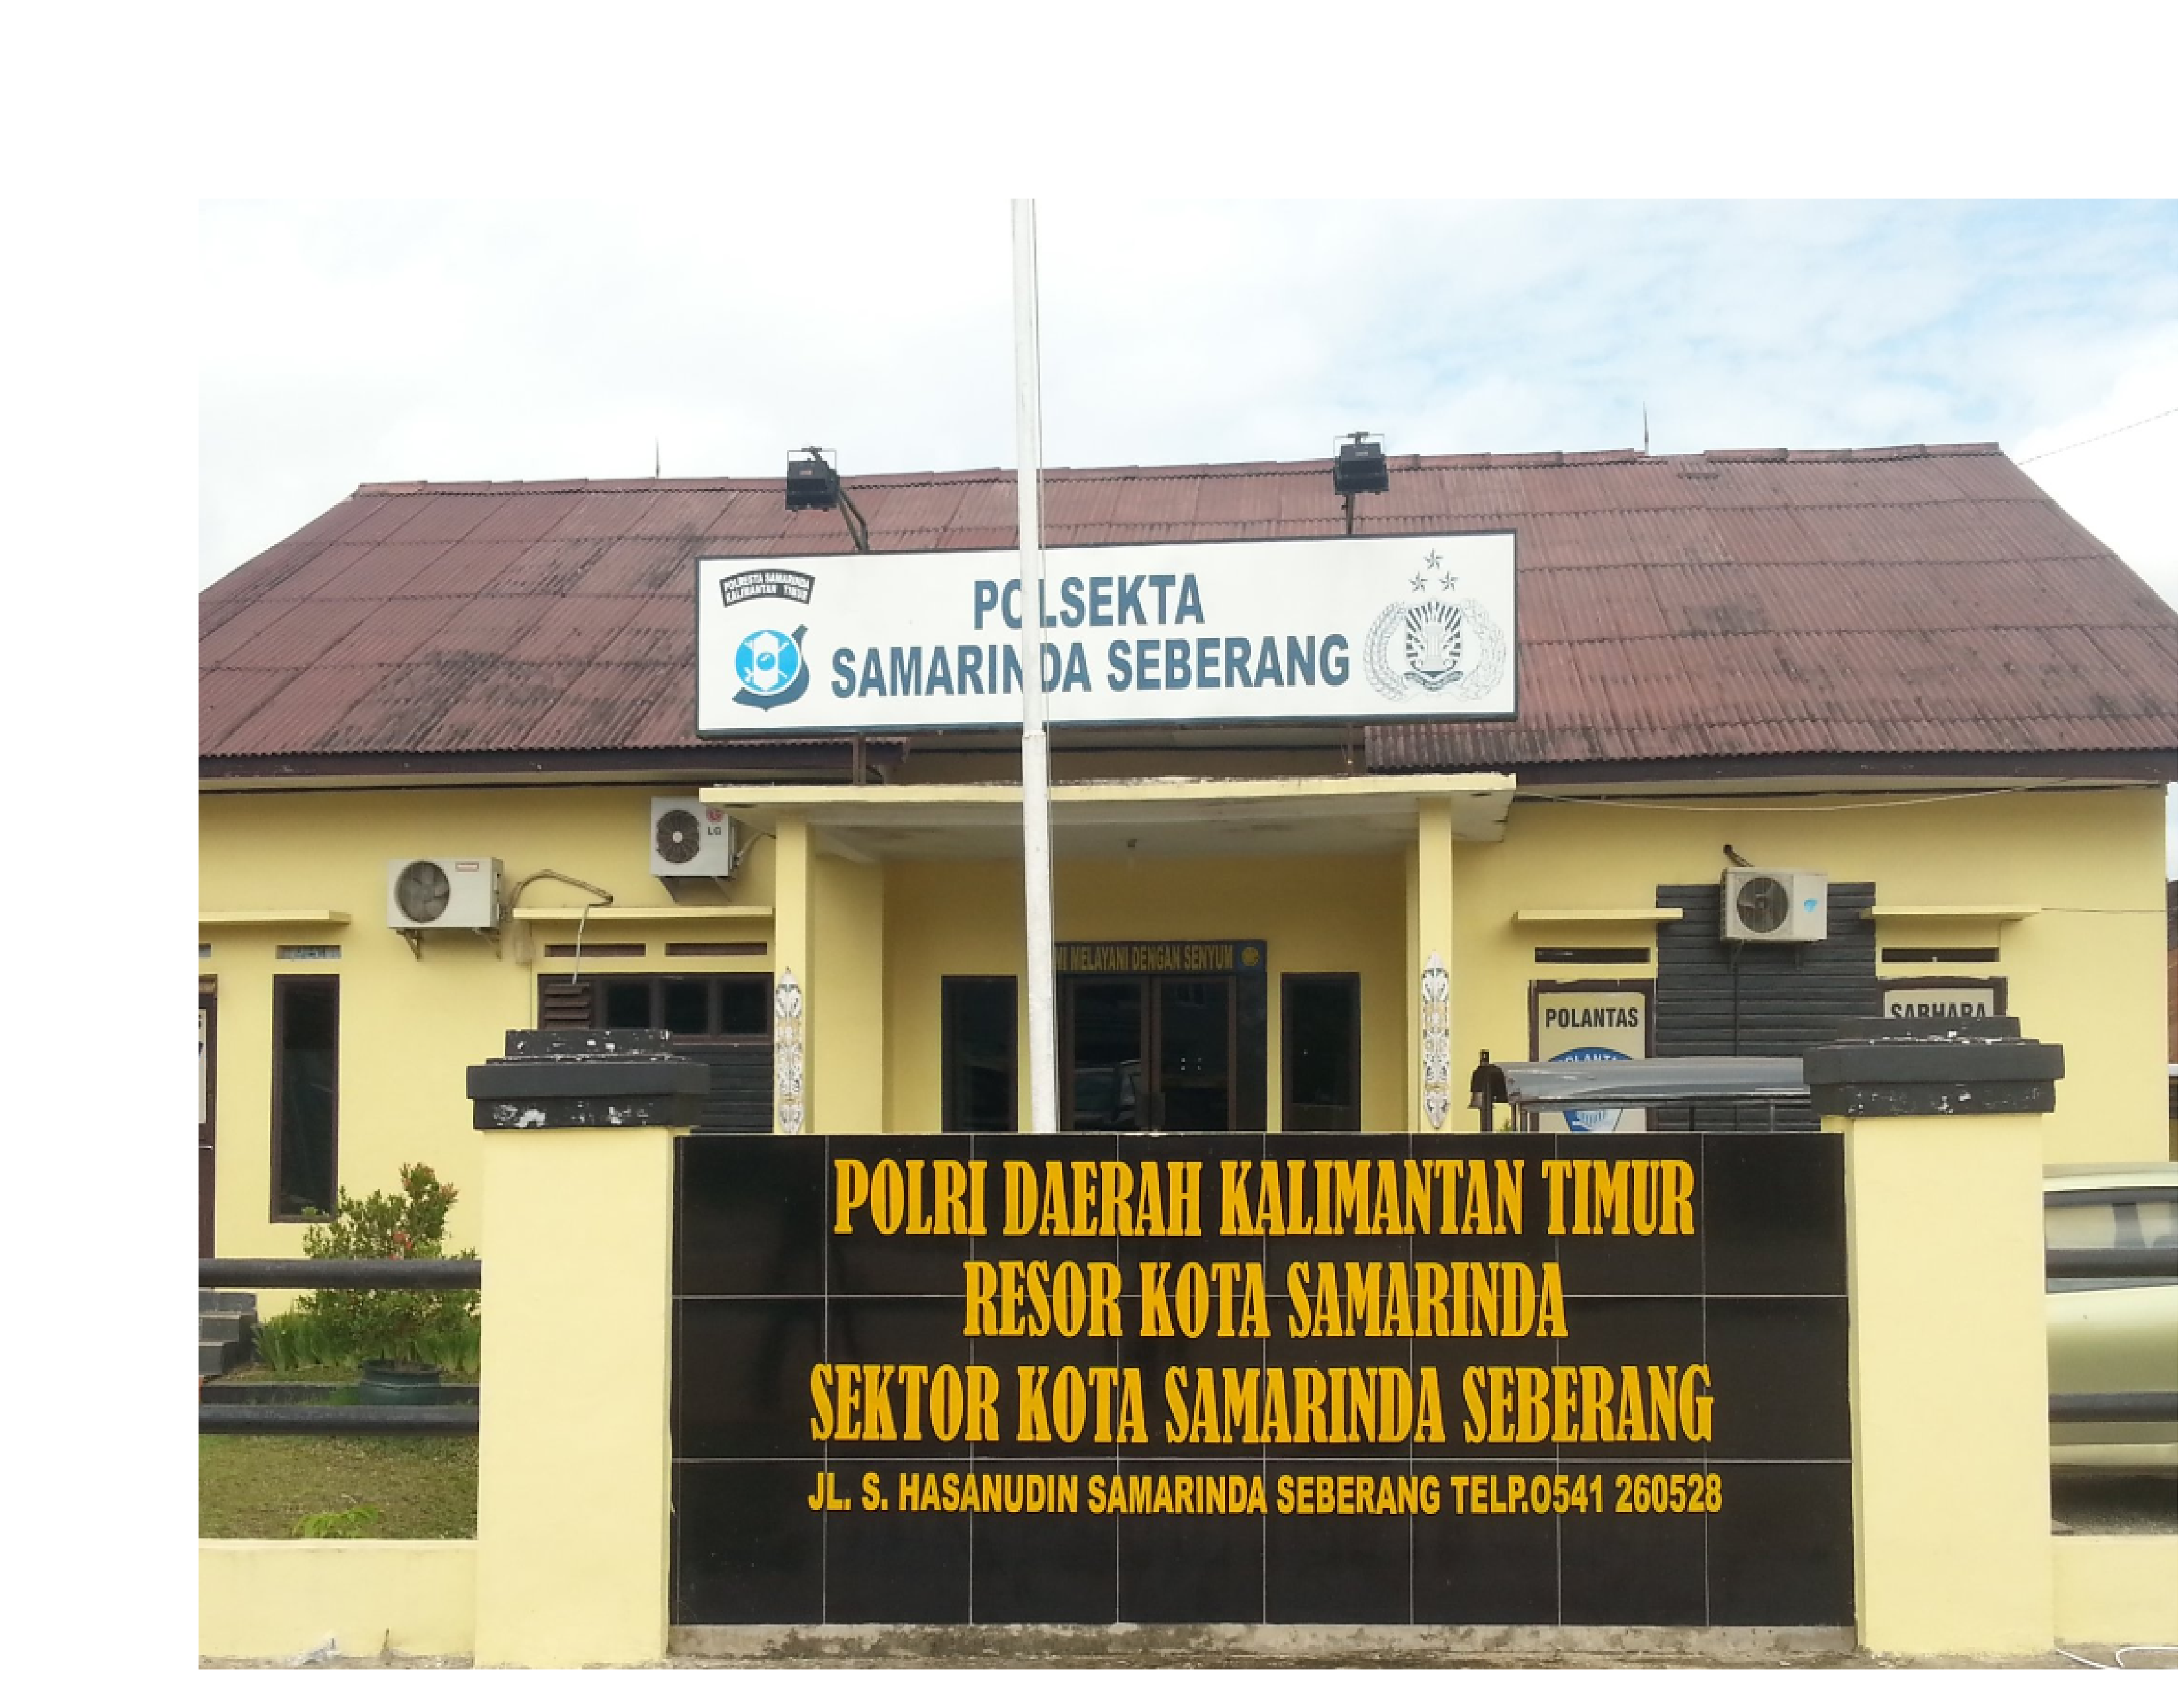 POLRESTA SAMARINDA
KALIMANTAN TIMUR
POLSEKTA
SAMARINDA SEBERANG
LG
MELAYANI DENGAN SENYUM
POLANTAS
SABHARA
POLRI DAERAH KALIMANTAN TIMUR
RESOR KOTA SAMARINDA
SEKTOR KOTA SAMARINDA SEBERANG
JL. S. HASANUDIN SAMARINDA SEBERANG TELP.0541 260528